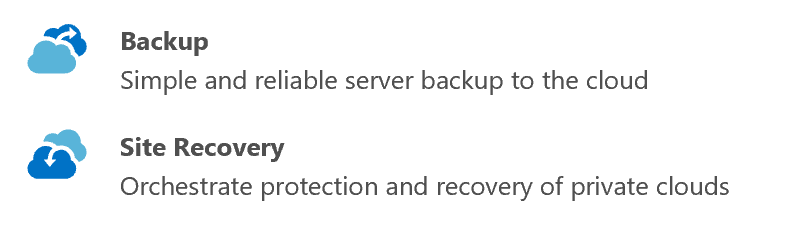 Backup
Simple and reliable server backup to the cloud
Site Recovery
Orchestrate protection and recovery of private clouds